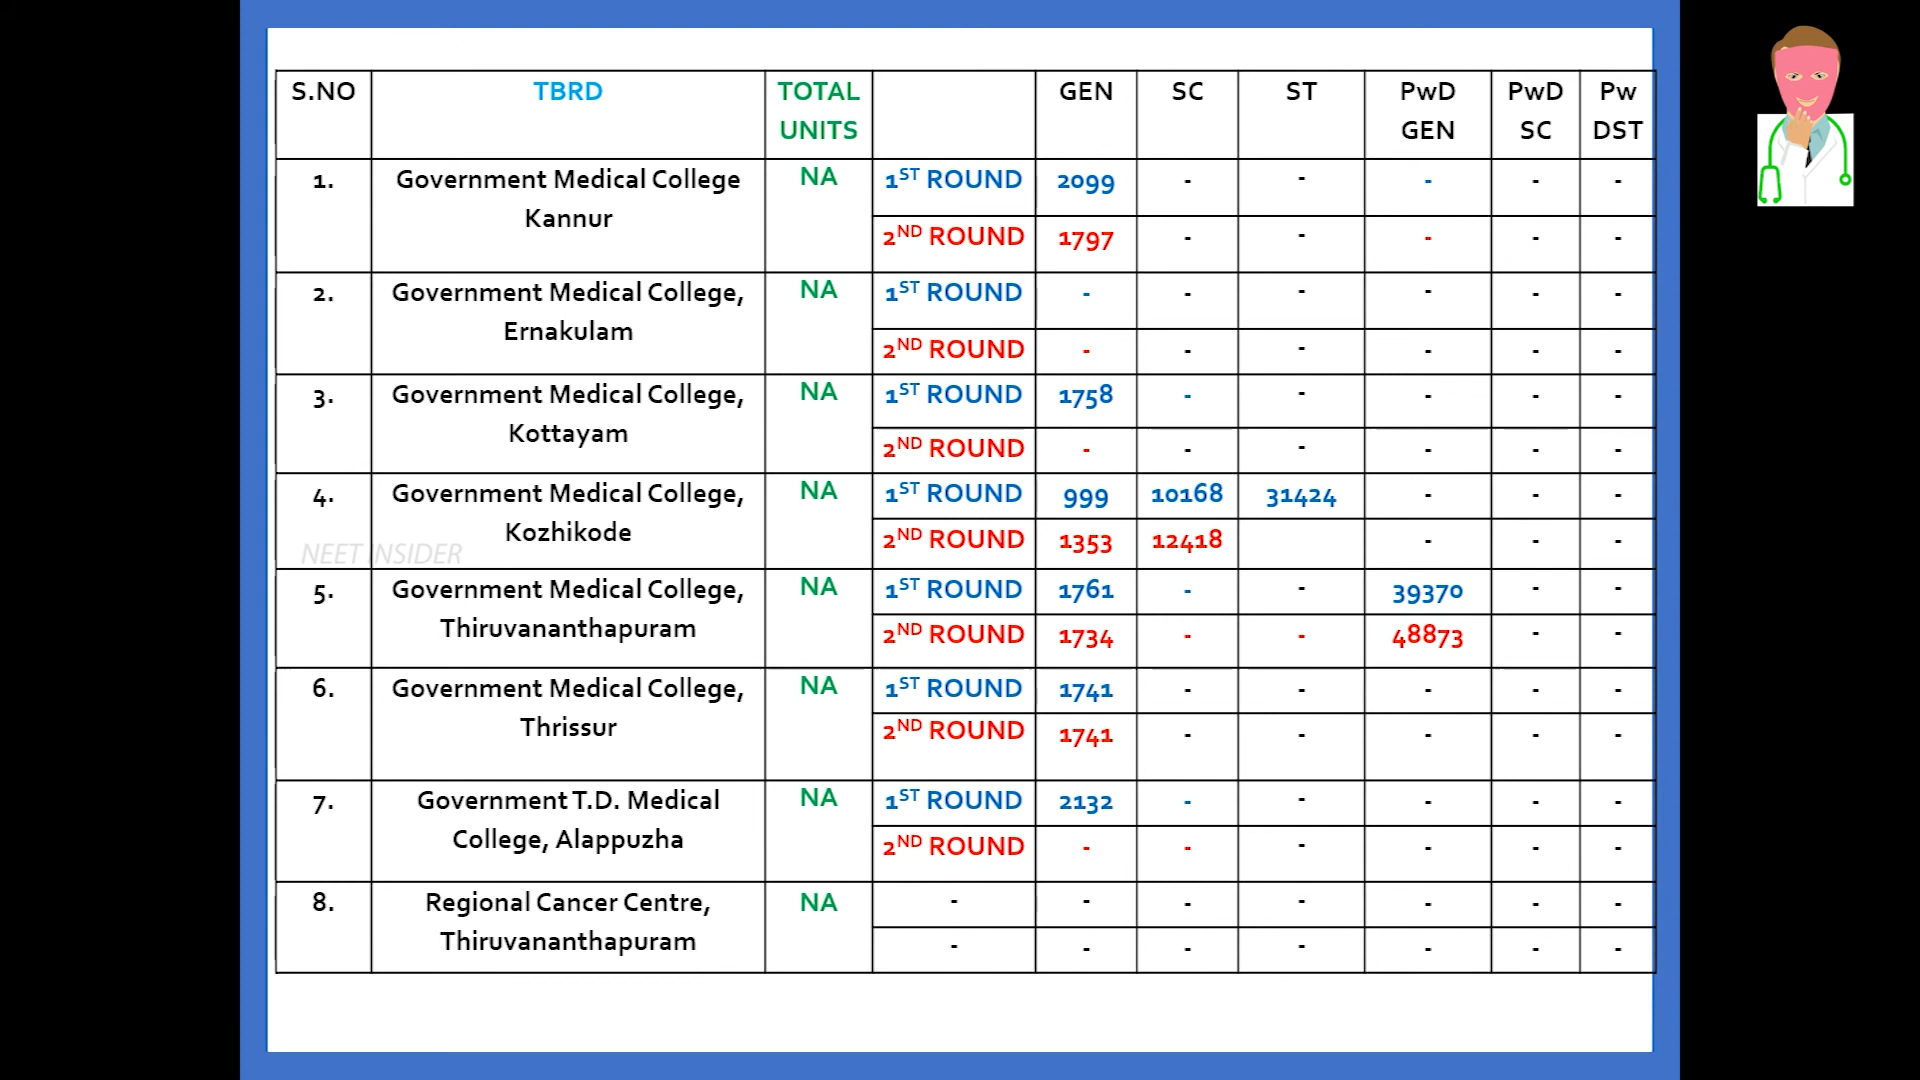 S.NO TBRD TOTAL UNITS GEN SC ST PwD GEN PwD SC Pw DST
1. Government Medical College Kannur NA 1ST ROUND 2099 - - - - -
2ND ROUND 1797 - - - - -
2. Government Medical College, Ernakulam NA 1ST ROUND - - - - - -
2ND ROUND - - - - - -
3. Government Medical College, Kottayam NA 1ST ROUND 1758 - - - - -
2ND ROUND - - - - - -
4. Government Medical College, Kozhikode NA 1ST ROUND 999 10168 31424 - - -
2ND ROUND 1353 12418 - - -
NEET INSIDER
5. Government Medical College, Thiruvananthapuram NA 1ST ROUND 1761 - - 39370 - -
2ND ROUND 1734 - - 48873 - -
6. Government Medical College, Thrissur NA 1ST ROUND 1741 - - - - -
2ND ROUND 1741 - - - - -
7. Government T.D. Medical College, Alappuzha NA 1ST ROUND 2132 - - - - -
2ND ROUND - - - - - -
8. Regional Cancer Centre, Thiruvananthapuram NA - - - - - - -
- - - - - - -